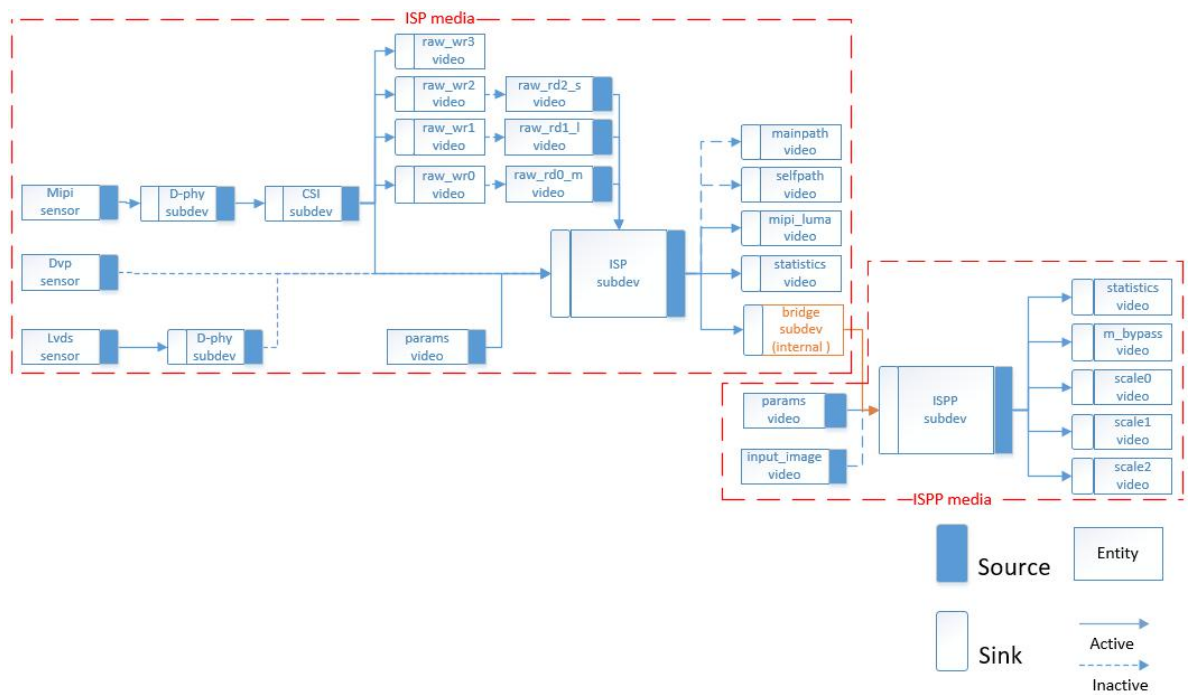 ISP media
raw_wr3
video
raw_wr2
video
raw_rd2_s
video
raw_wr1
video
raw_rd1_l
video
raw_wr0
video
raw_rd0_m
video
Mipi
sensor
D-phy
subdev
CSI
subdev
Dvp
sensor
Lvds
sensor
D-phy
subdev
params
video
ISP
subdev
mainpath
video
selfpath
video
mipi_luma
video
statistics
video
bridge
subdev
(internal )
params
video
input_image
video
ISPP
subdev
statistics
video
m_bypass
video
scale0
video
scale1
video
scale2
video
ISPP media
Source
Entity
Sink
Active
Inactive